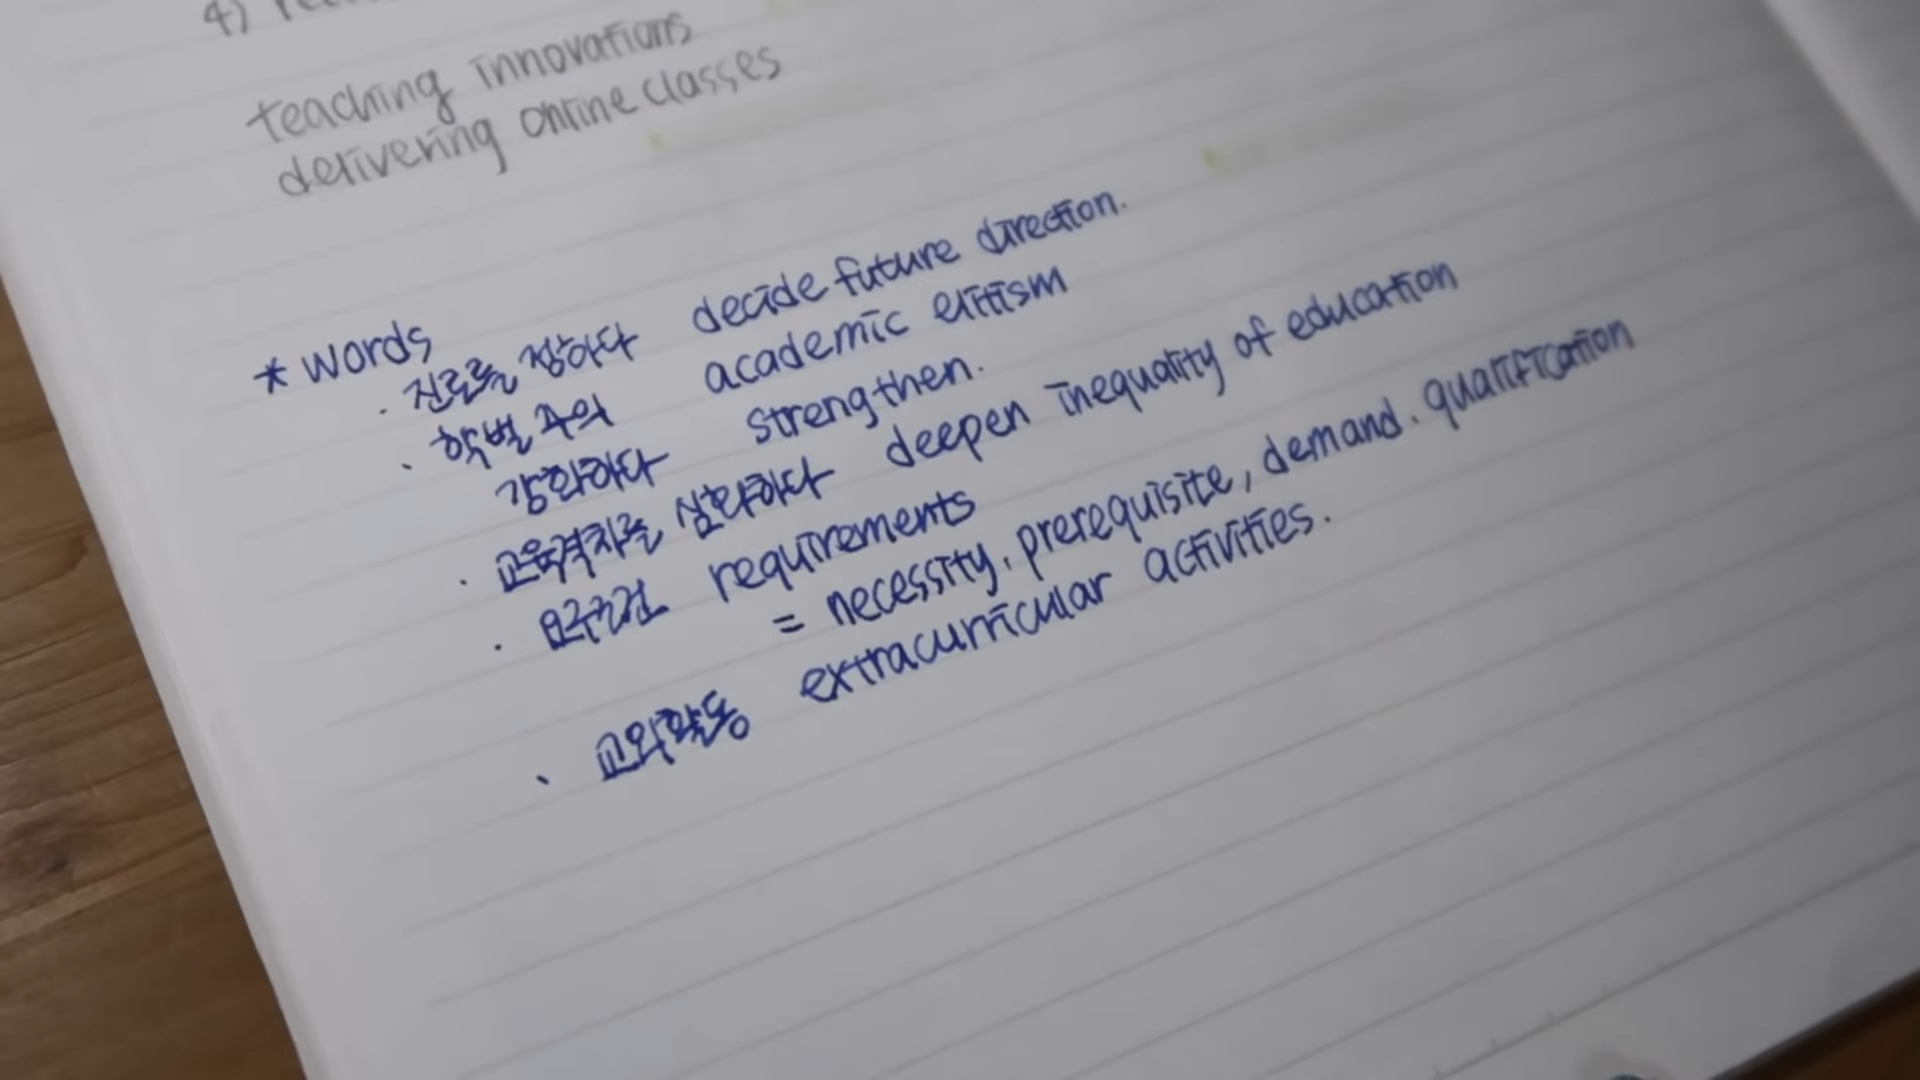 4)
teaching innovations
delivering online classes
* words
· 진로를 정하다 decide future direction.
· 학벌주의 academic elitism
강화하다 strengthen.
· 교육격차를 심화하다 deepen inequality of education
· 요구조건 requirements
= necessity, prerequisite, demand. qualification
· 교외활동 extracurricular activities.